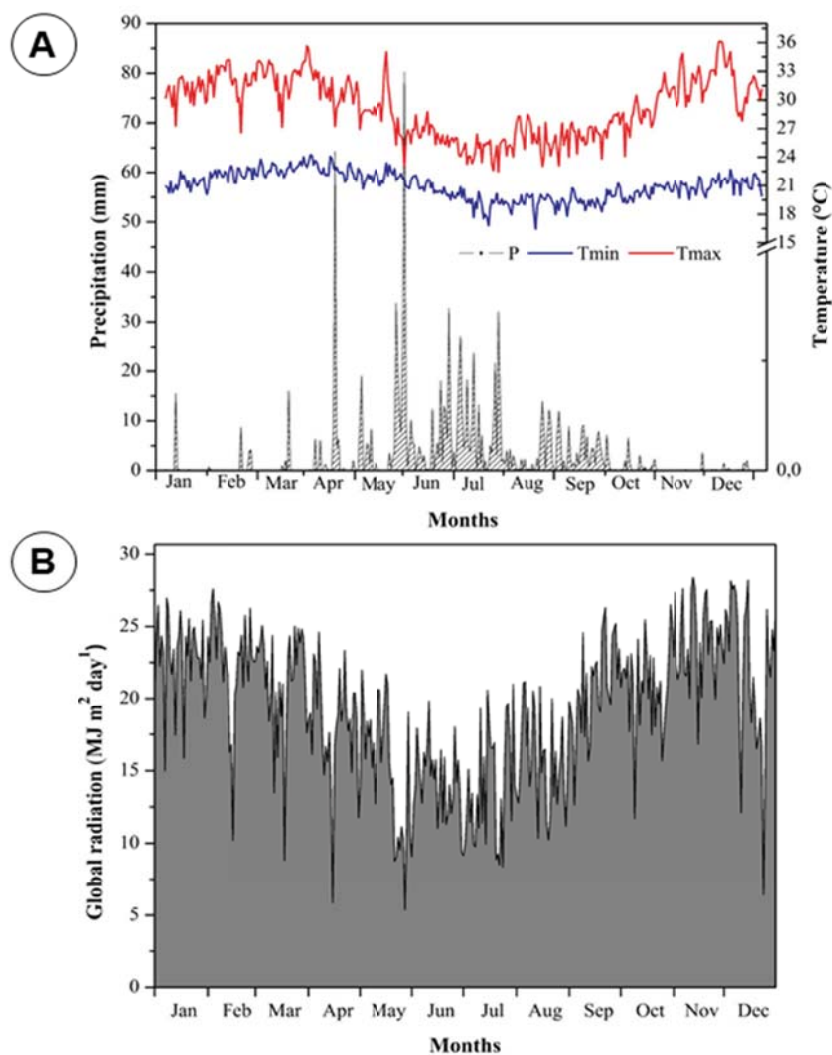 A
90
80
70
60
50
40
30
20
10
0
Precipitation (mm)
36
33
30
27
24
21
18
15
0,0
Temperature (°C)
P Tmin Tmax
Jan Feb Mar Apr May Jun Jul Aug Sep Oct Nov Dec
Months
B
30
25
20
15
10
5
0
Global radiation (MJ m² day¹)
Jan Feb Mar Apr May Jun Jul Aug Sep Oct Nov Dec
Months